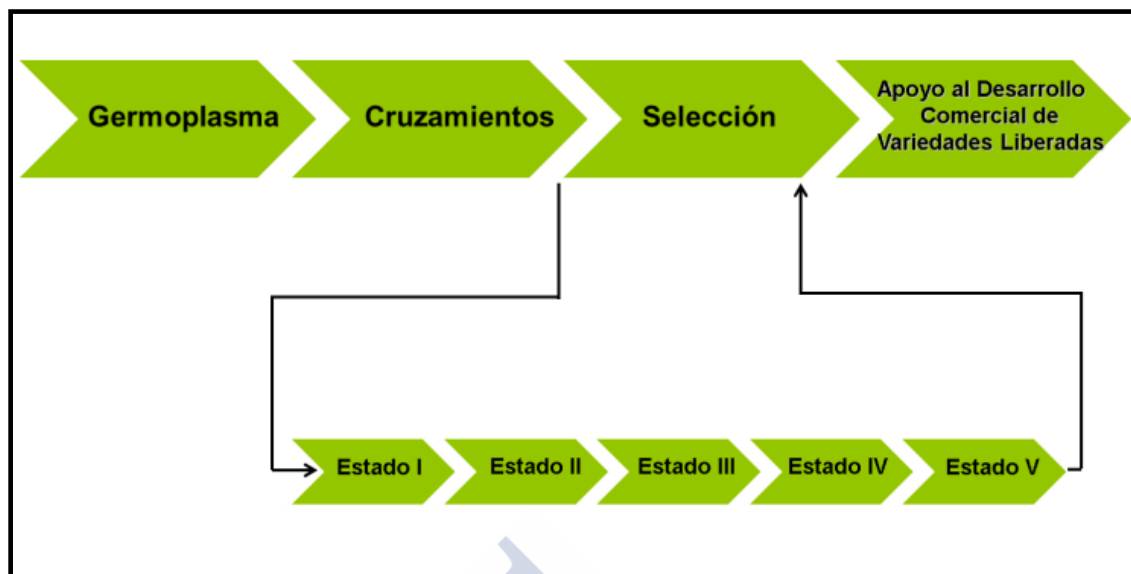 Germoplasma
Cruzamientos
Selección
Apoyo al Desarrollo
Comercial de
Variedades Liberadas
Estado I
Estado II
Estado III
Estado IV
Estado V